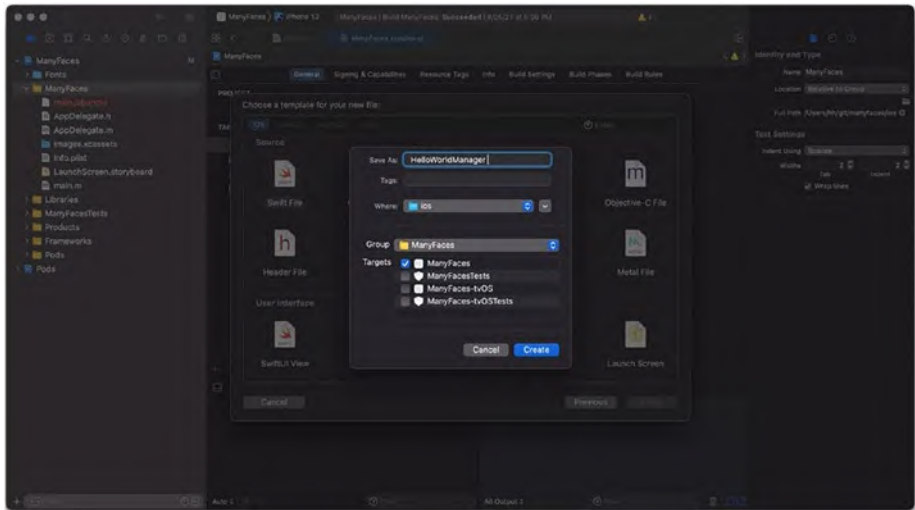 ManyFaces
iPhone 12
ManyFaces | Build ManyFaces: Succeeded
ManyFaces
M
Fonts
ManyFaces
AppDelegate.h
AppDelegate.m
Images.xcassets
Info.plist
LaunchScreen.storyboard
main.m
Libraries
ManyFacesTests
Products
Frameworks
Pods
Pods
ManyFaces
General
Signing & Capabilities
Resource Tags
Info
Build Settings
Build Phases
Build Rules
Choose a template for your new file:
Source
Swift File
Objective-C File
Header File
Metal File
User Interface
SwiftUI View
Launch Screen
Cancel
Previous
Save As: HelloWorldManager
Tags:
Where: ios
Group ManyFaces
Targets ManyFaces
ManyFacesTests
ManyFaces-tvOS
ManyFaces-tvOSTests
Cancel Create
Identity and Type
Name ManyFaces
Location Relative to Group
Full Path
Text Settings
Indent Using Spaces
Widths 2 2
Tab Indent
Wrap lines
All Output